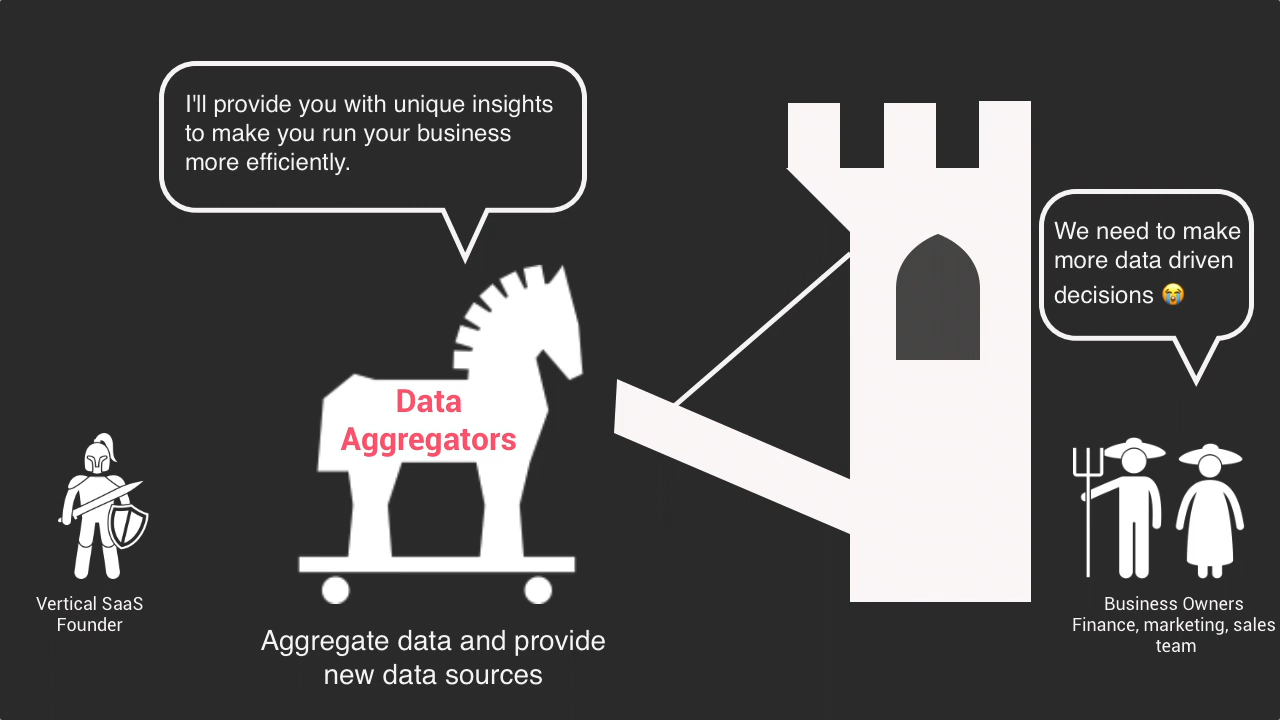 I'll provide you with unique insights
to make you run your business
more efficiently.
We need to make
more data driven
decisions 😭
Data
Aggregators
Vertical SaaS
Founder
Aggregate data and provide
new data sources
Business Owners
Finance, marketing, sales
team